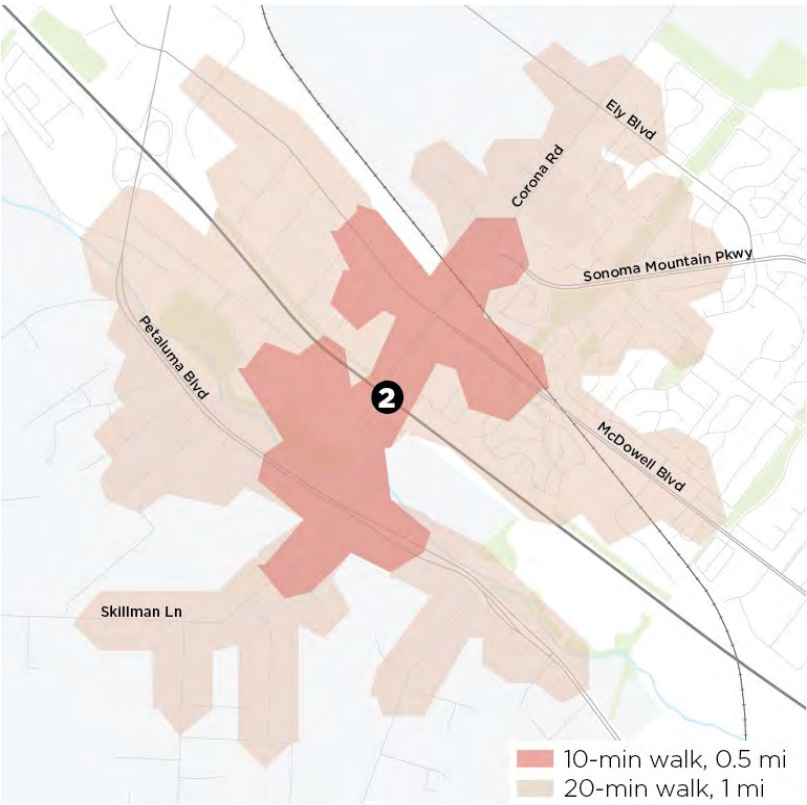 Ely Blvd
Corona Rd
Sonoma Mountain Pkwy
Petaluma Blvd
2
McDowell Blvd
Skillman Ln
10-min walk, 0.5 mi
20-min walk, 1 mi